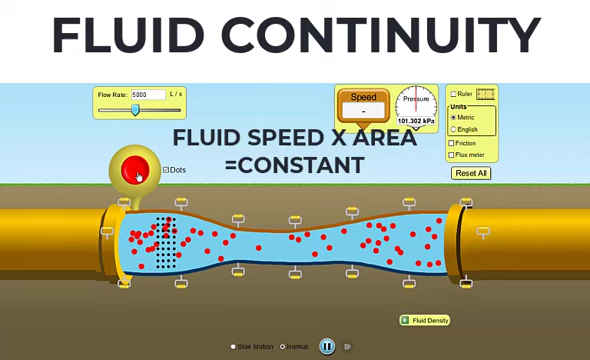 FLUID CONTINUITY
Flow Rate: 5000 L / s
Speed
-
Pressure
101.302 kPa
Ruler
Units
Metric
English
Friction
Flux meter
Reset All
FLUID SPEED X AREA
=CONSTANT
Dots
Fluid Density
Slow Motion Normal